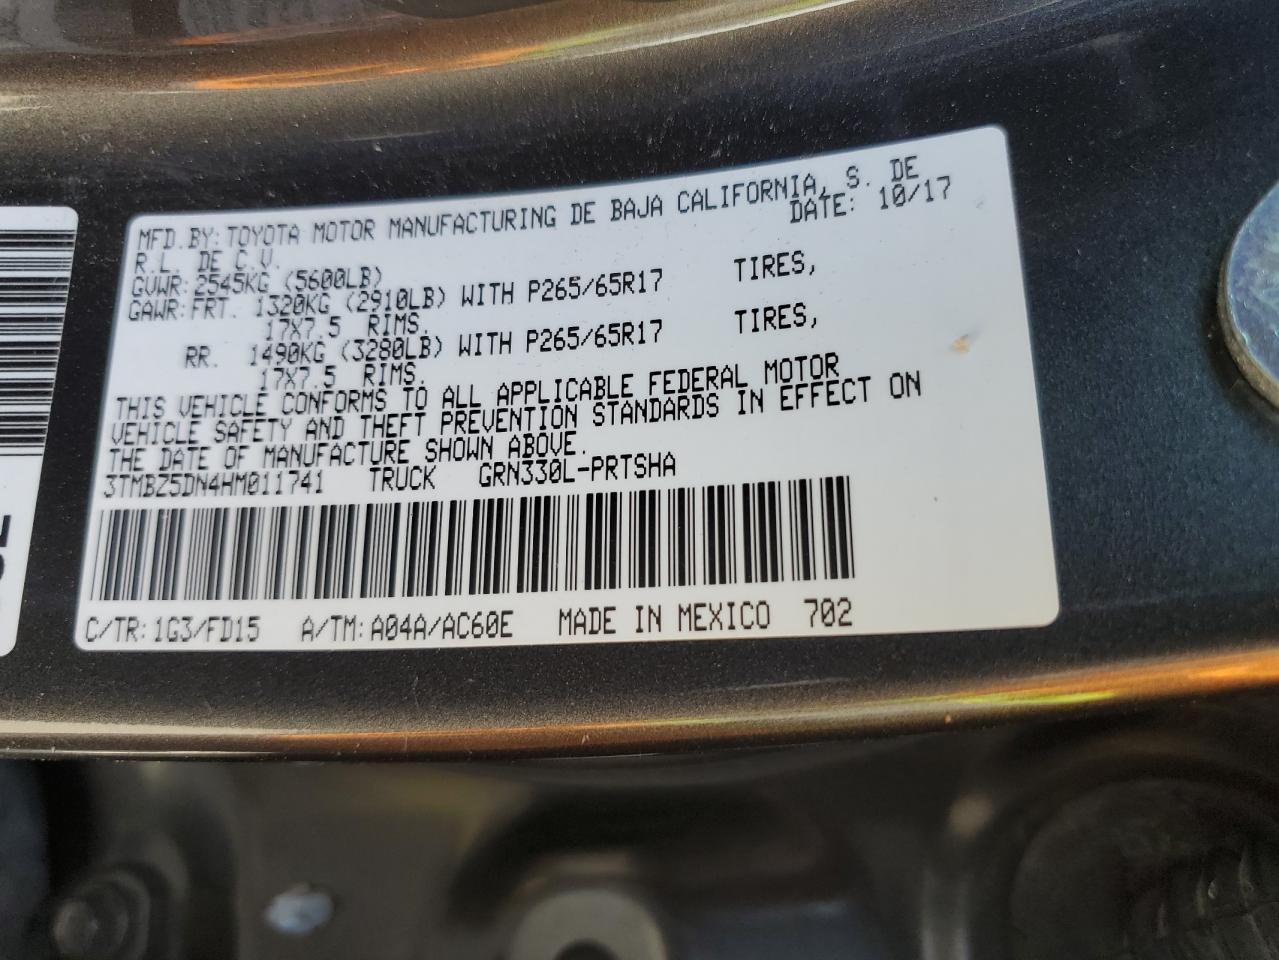 MFD.BY: TOYOTA MOTOR MANUFACTURING DE BAJA CALIFORNIA, S. DE
R.L. DE C.V. DATE: 10/17
GVWR: 2545KG (5600LB)
GAWR: FRT. 1320KG (2910LB) WITH P265/65R17 TIRES,
17X7.5 RIMS.
RR. 1490KG (3280LB) WITH P265/65R17 TIRES,
17X7.5 RIMS.
THIS VEHICLE CONFORMS TO ALL APPLICABLE FEDERAL MOTOR
VEHICLE SAFETY AND THEFT PREVENTION STANDARDS IN EFFECT ON
THE DATE OF MANUFACTURE SHOWN ABOVE.
3TMBZ5DN4HM011741 TRUCK GRN330L-PRTSHA
C/TR: 1G3/FD15 A/TM: A04A/AC60E MADE IN MEXICO 702